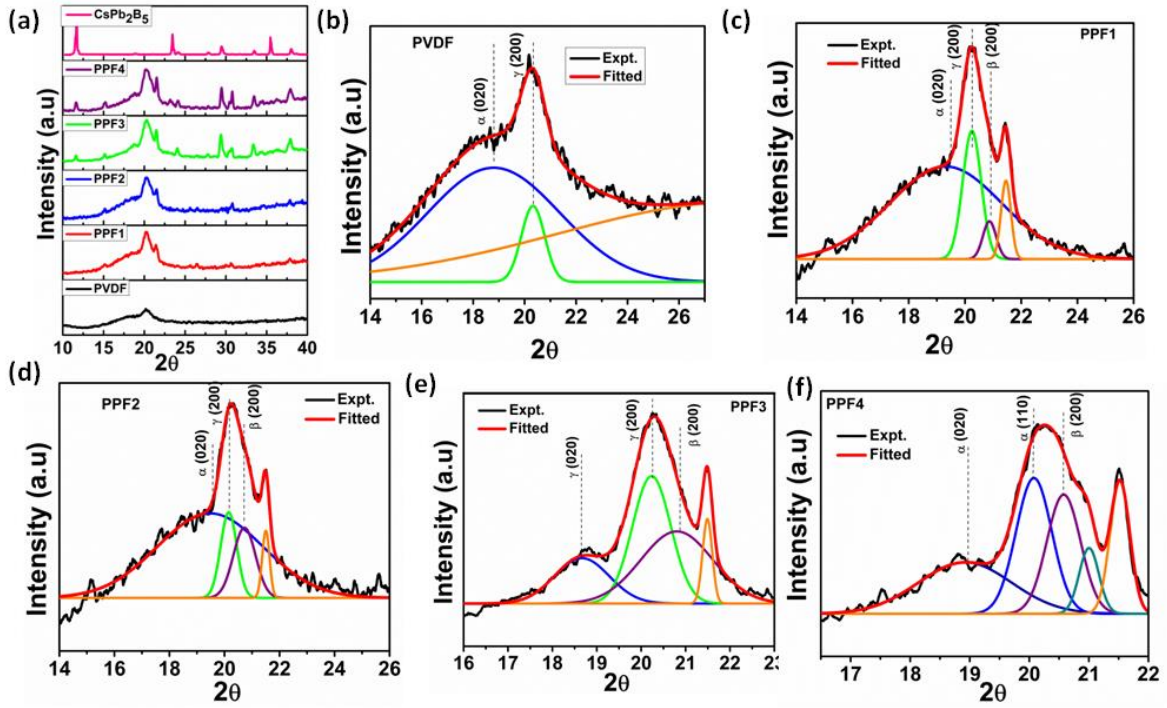 (a)
CsPb2B5
PPF4
PPF3
PPF2
PPF1
PVDF
Intensity (a.u)
10 15 20 25 30 35 40
2θ
(b)
PVDF
Expt.
Fitted
α (020)
γ (200)
Intensity (a.u)
14 16 18 20 22 24 26
2θ
(c)
PPF1
Expt.
Fitted
α (020)
γ (200)
β (200)
Intensity (a.u)
14 16 18 20 22 24 26
2θ
(d)
PPF2
Expt.
Fitted
α (020)
γ (200)
β (200)
Intensity (a.u)
14 16 18 20 22 24 26
2θ
(e)
PPF3
Expt.
Fitted
γ (020)
γ (200)
β (200)
Intensity (a.u)
16 17 18 19 20 21 22 23
2θ
(f)
PPF4
Expt.
Fitted
α (020)
α (110)
β (200)
Intensity (a.u)
17 18 19 20 21 22
2θ